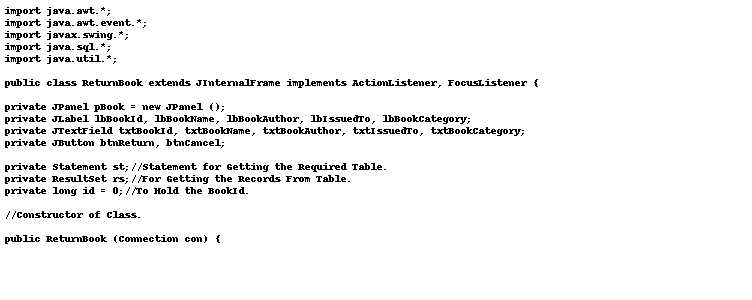 import java.awt.*;
import java.awt.event.*;
import javax.swing.*;
import java.sql.*;
import java.util.*;
public class ReturnBook extends JInternalFrame implements ActionListener, FocusListener {
private JPanel pBook = new JPanel ();
private JLabel lbBookId, lbBookName, lbBookAuthor, lbIssuedTo, lbBookCategory;
private JTextField txtBookId, txtBookName, txtBookAuthor, txtIssuedTo, txtBookCategory;
private JButton btnReturn, btnCancel;
private Statement st;//Statement for Getting the Required Table.
private ResultSet rs;//For Getting the Records From Table.
private long id = 0;//To Hold the BookId.
//Constructor of Class.
public ReturnBook (Connection con) {